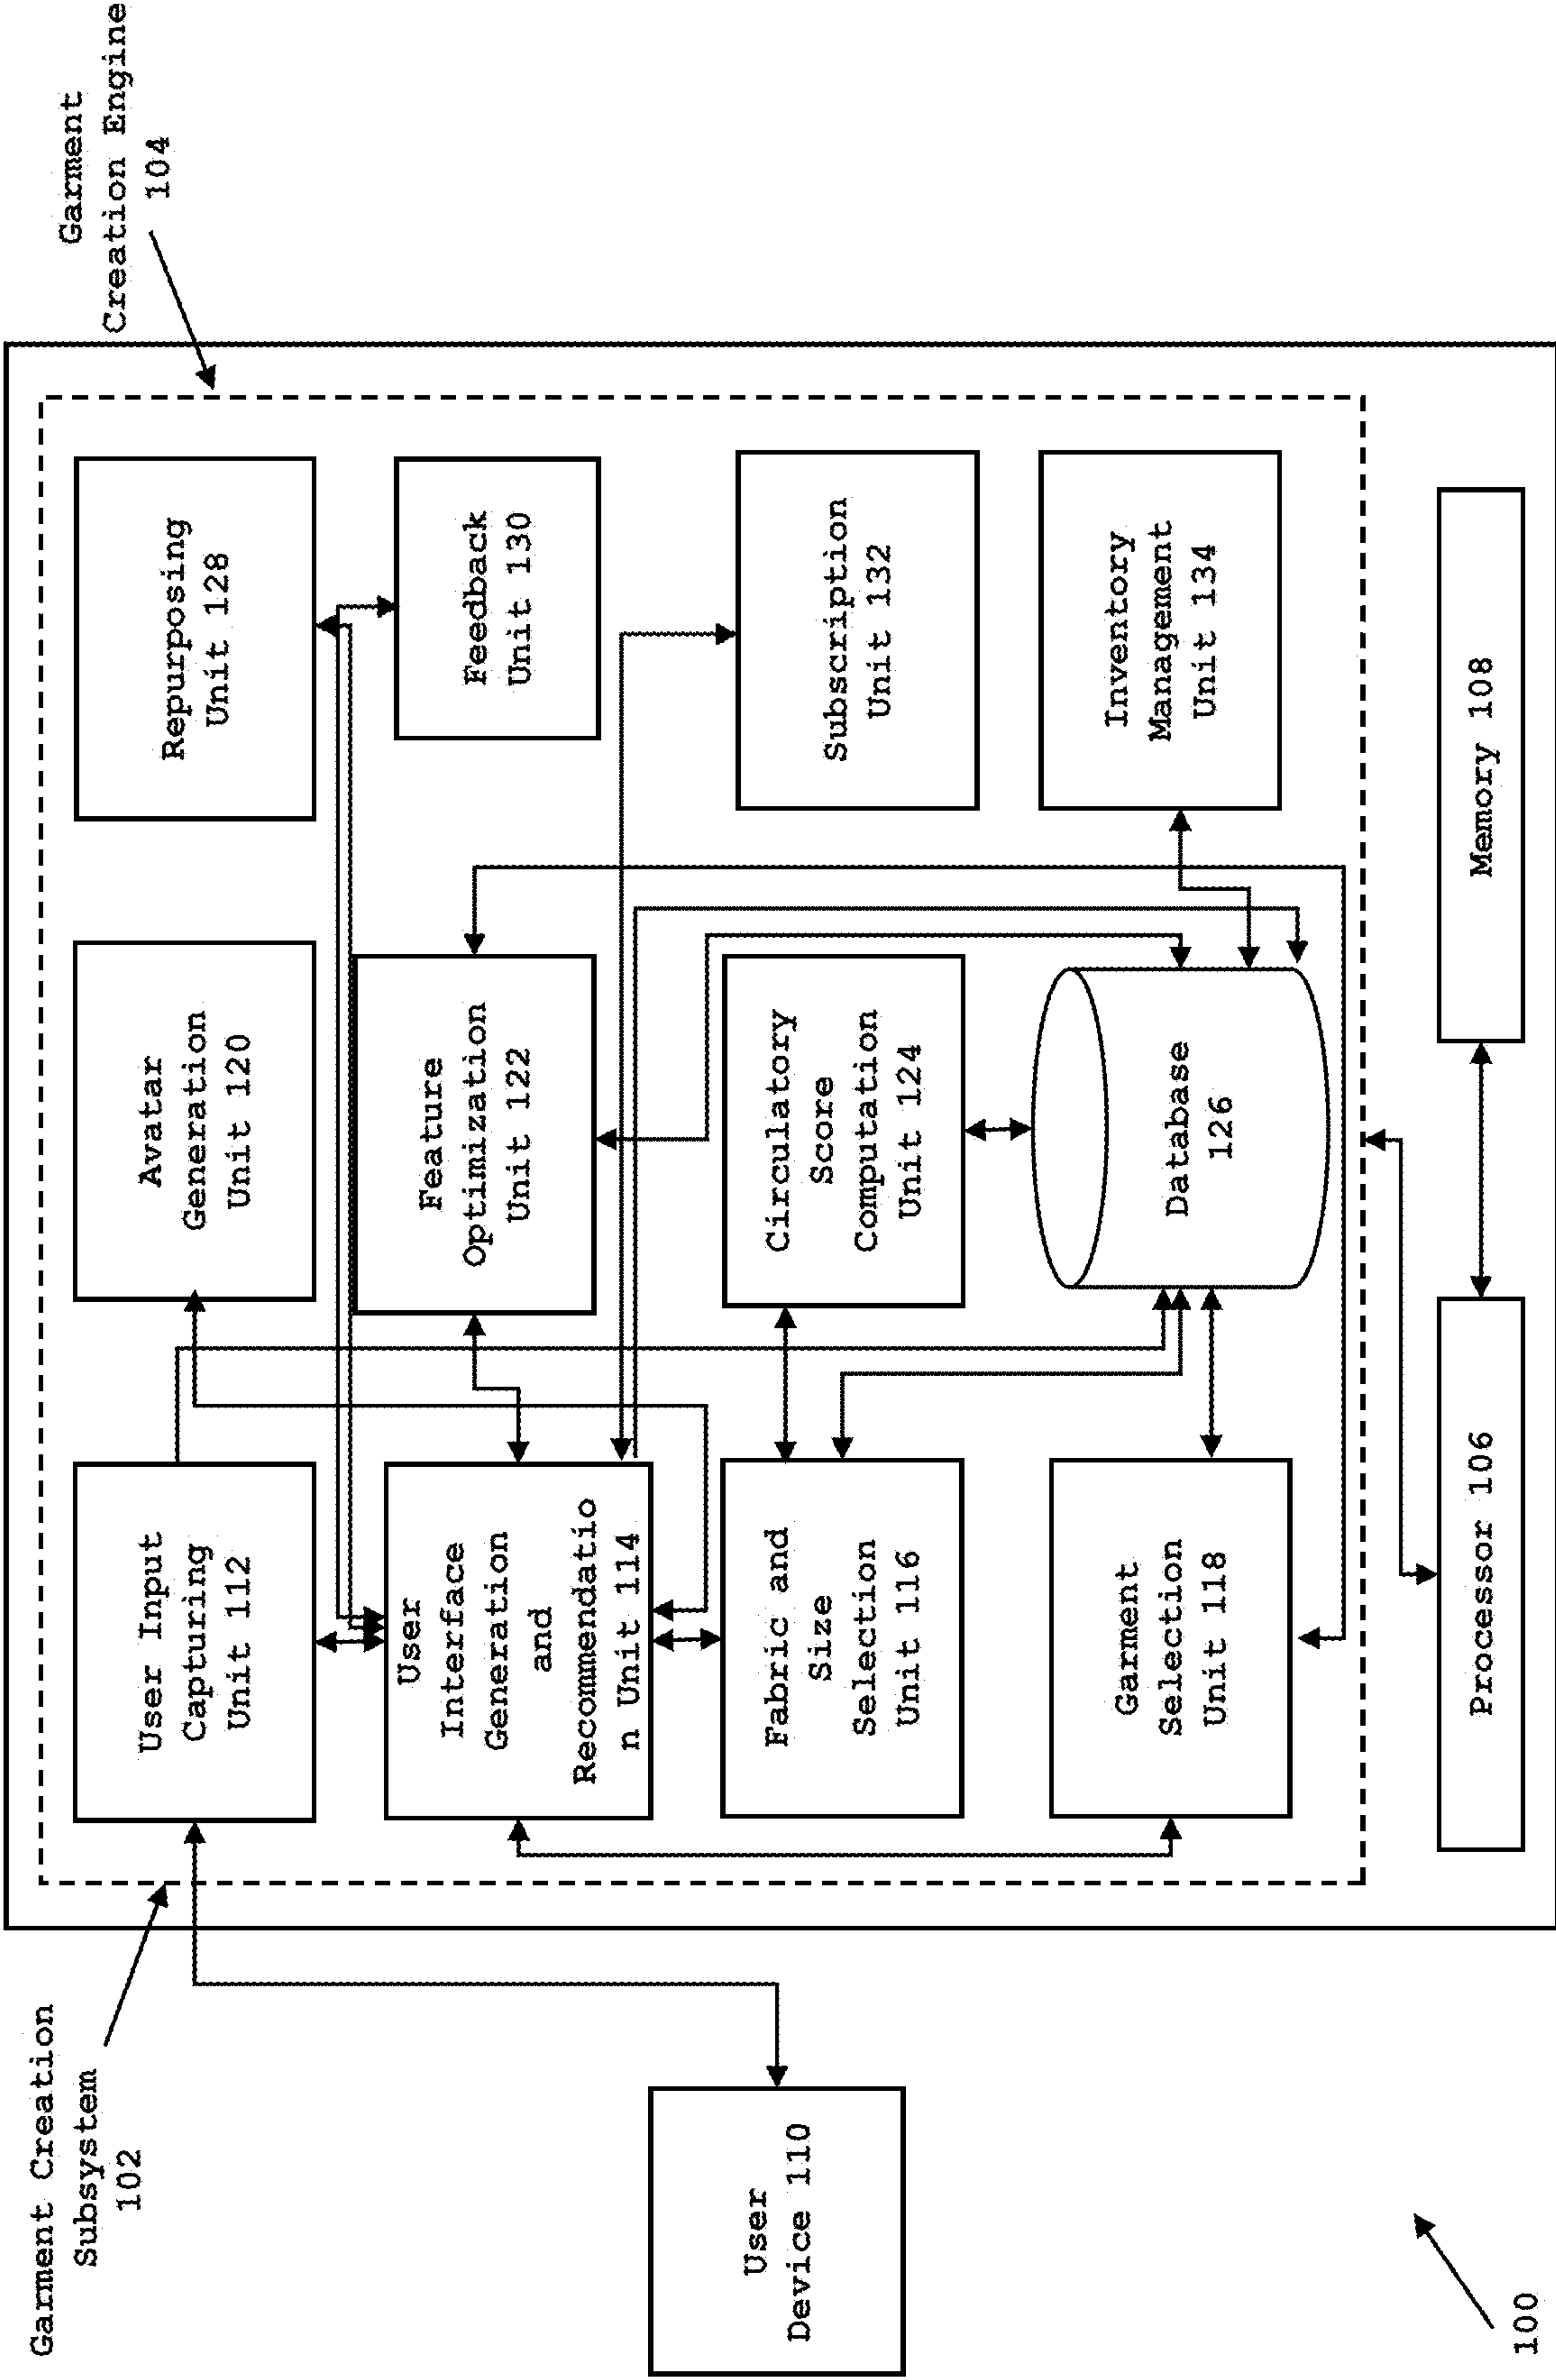 Garment Creation
Subsystem
102
Garment
Creation Engine
104
User Input
Capturing
Unit 112
Avatar
Generation
Unit 120
Repurposing
Unit 128
User
Interface
Generation
and
Recommendatio
n Unit 114
Feature
Optimization
Unit 122
Feedback
Unit 130
User
Device 110
Fabric and
Size
Selection
Unit 116
Circulatory
Score
Computation
Unit 124
Subscription
Unit 132
Garment
Selection
Unit 118
Database
126
Inventory
Management
Unit 134
Processor 106
Memory 108
100